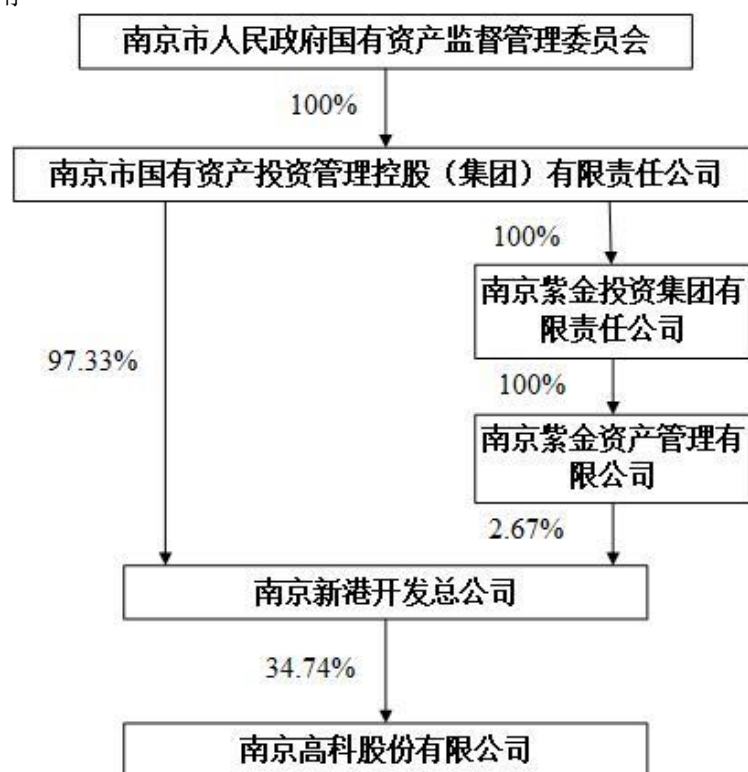 南京市人民政府国有资产监督管理委员会
100%
南京市国有资产投资管理控股（集团）有限责任公司
100%
南京紫金投资集团有
限责任公司
97.33%
100%
南京紫金资产管理有
限公司
2.67%
南京新港开发总公司
34.74%
南京高科股份有限公司